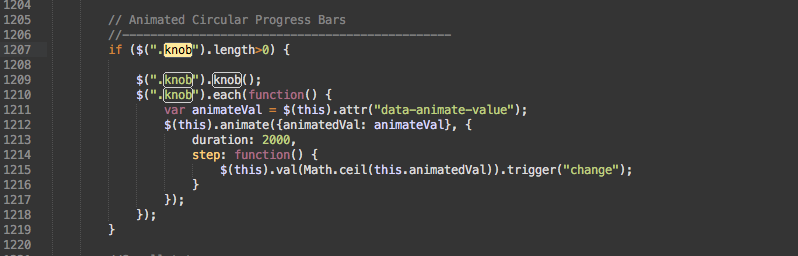 1204
1205 // Animated Circular Progress Bars
1206 //-----------------------------------------------
1207 if ($(".knob").length>0) {
1208
1209 $(".knob").knob();
1210 $(".knob").each(function() {
1211 var animateVal = $(this).attr("data-animate-value");
1212 $(this).animate({animatedVal: animateVal}, {
1213 duration: 2000,
1214 step: function() {
1215 $(this).val(Math.ceil(this.animatedVal)).trigger("change");
1216 }
1217 });
1218 });
1219 }
1220